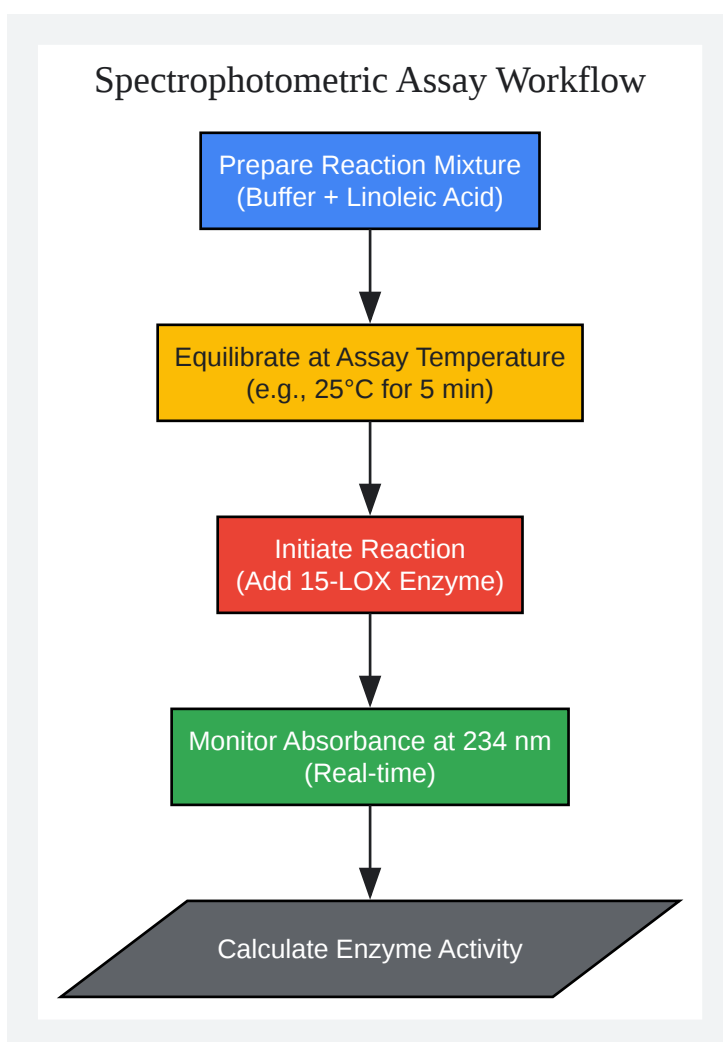 Spectrophotometric Assay Workflow
Prepare Reaction Mixture
(Buffer + Linoleic Acid)
Equilibrate at Assay Temperature
(e.g., 25°C for 5 min)
Initiate Reaction
(Add 15-LOX Enzyme)
Monitor Absorbance at 234 nm
(Real-time)
Calculate Enzyme Activity